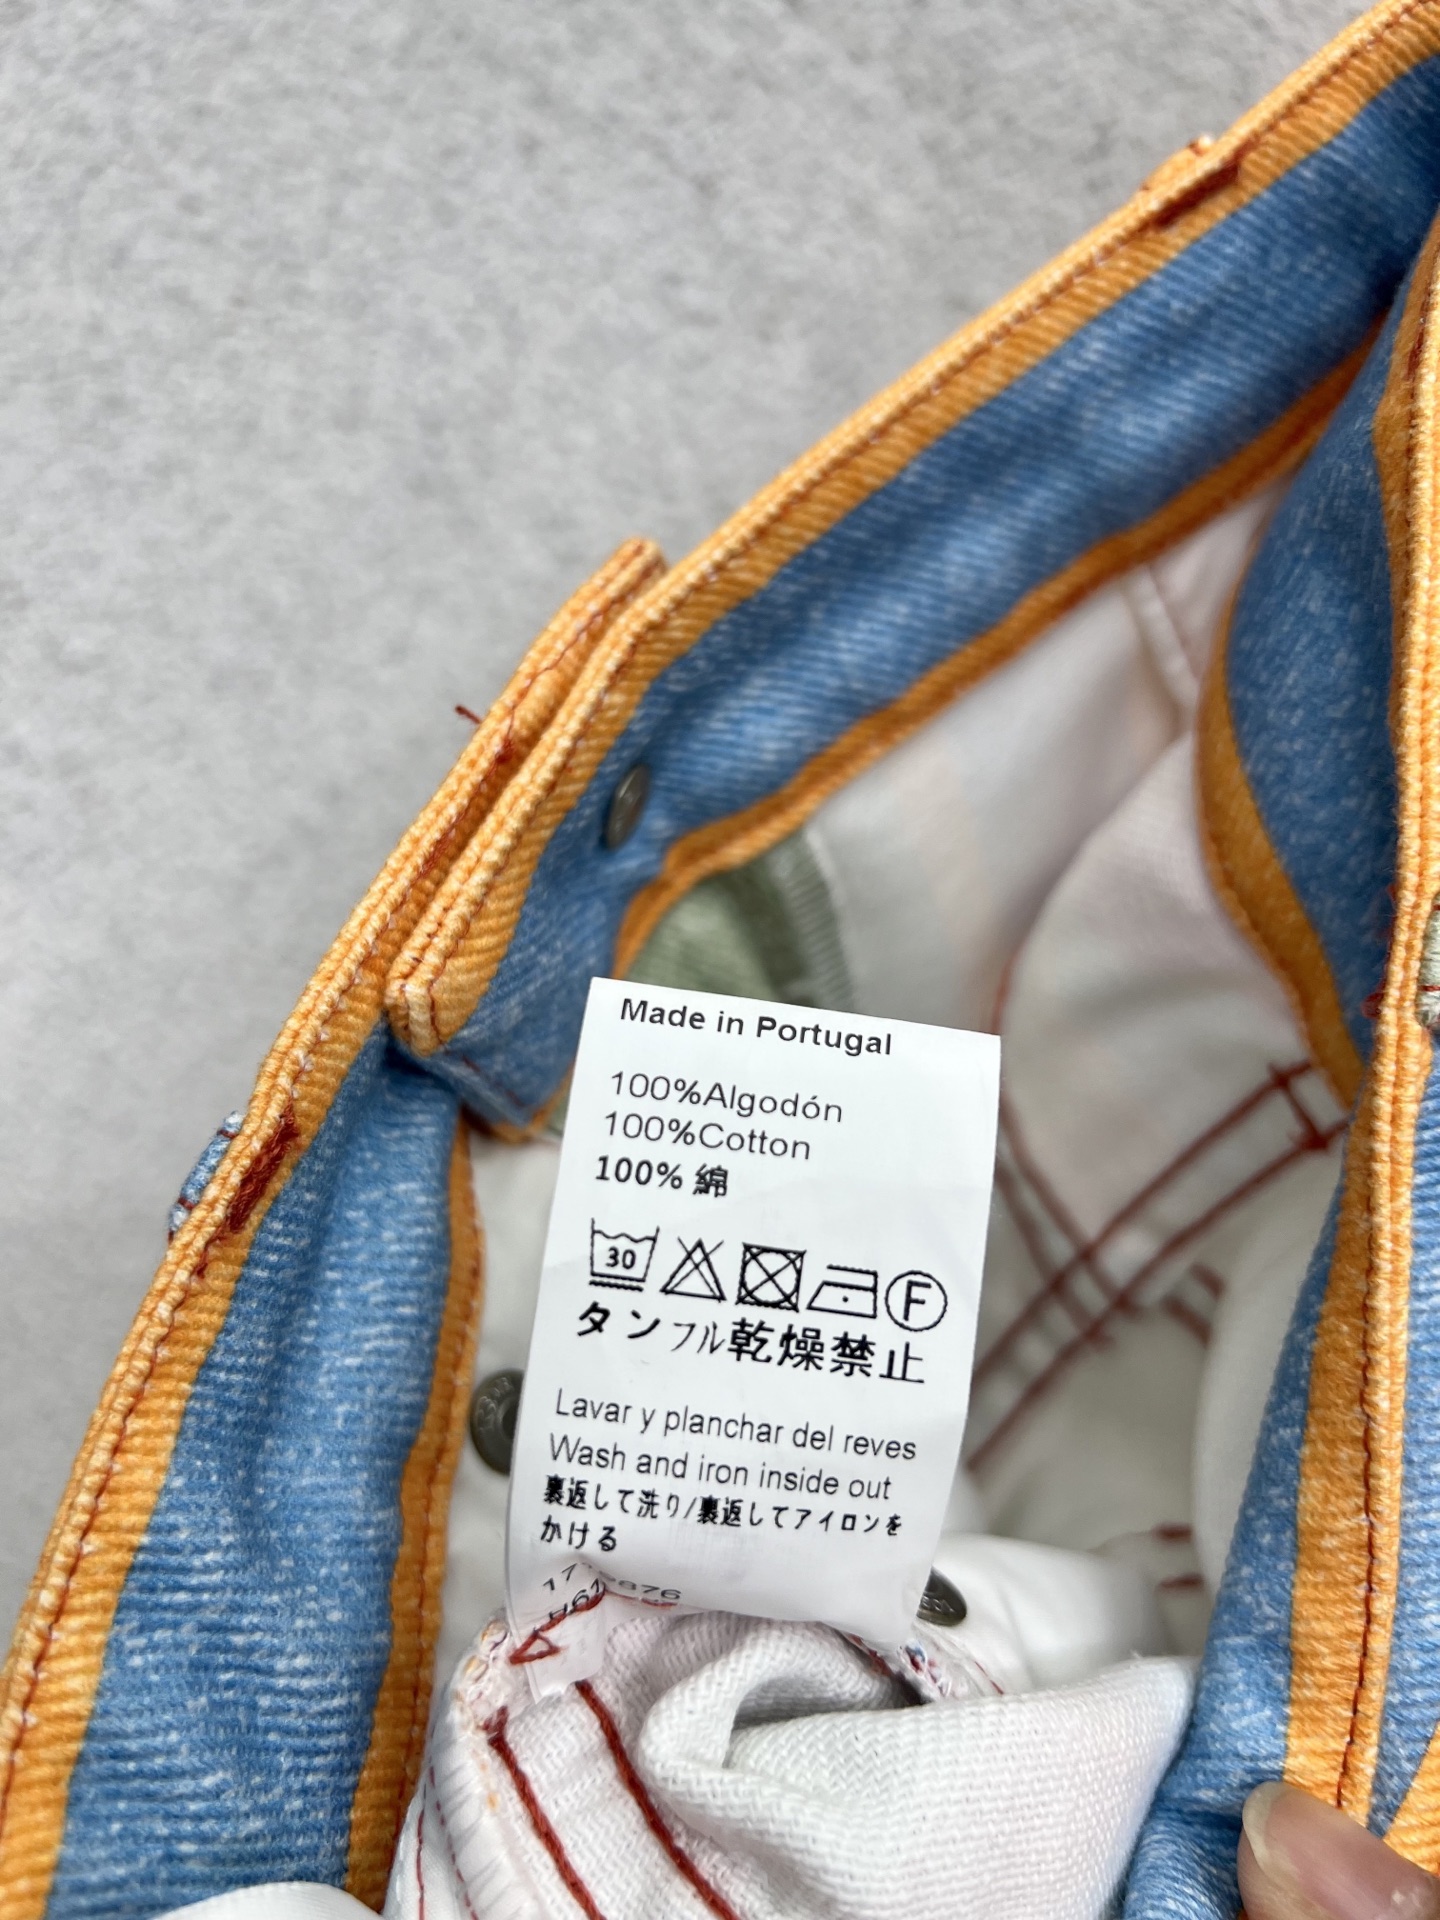 Made in Portugal
100%Algodón
100%Cotton
100% 綿
30
F
タンフル乾燥禁止
Lavar y planchar del reves
Wash and iron inside out
裏返して洗り/裏返してアイロンを
かける